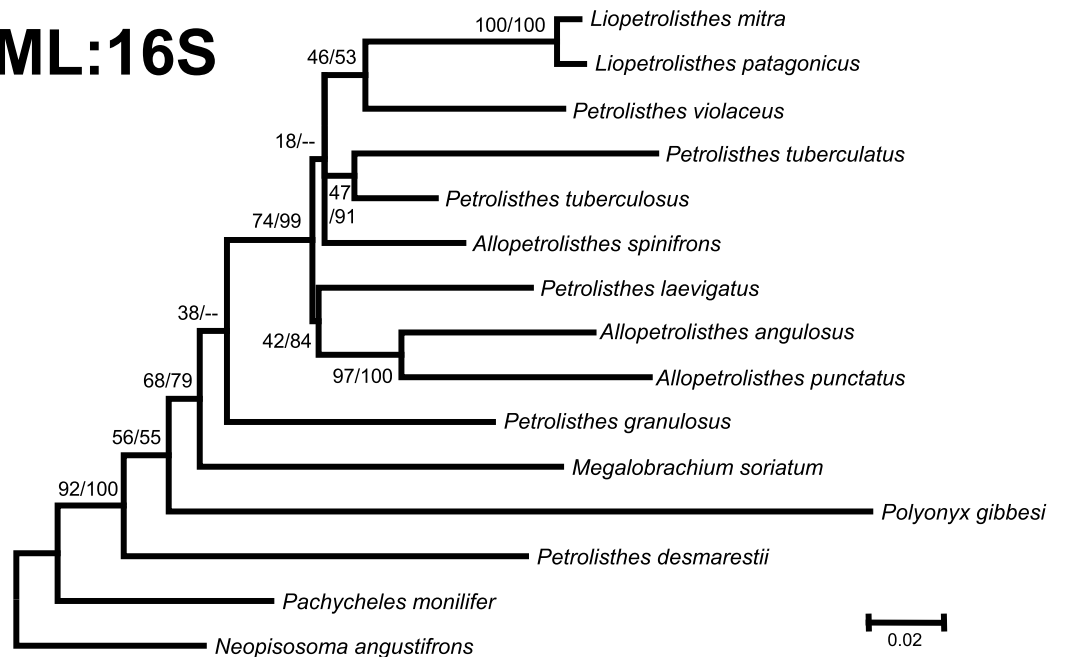 ML:16S
100/100
Liopetrolisthes mitra
46/53
Liopetrolisthes patagonicus
Petrolisthes violaceus
18/--
Petrolisthes tuberculatus
47
/91
Petrolisthes tuberculosus
74/99
Allopetrolisthes spinifrons
Petrolisthes laevigatus
38/--
42/84
Allopetrolisthes angulosus
97/100
Allopetrolisthes punctatus
68/79
Petrolisthes granulosus
56/55
Megalobrachium soriatum
92/100
Polyonyx gibbesi
Petrolisthes desmarestii
Pachycheles monilifer
0.02
Neopisosoma angustifrons